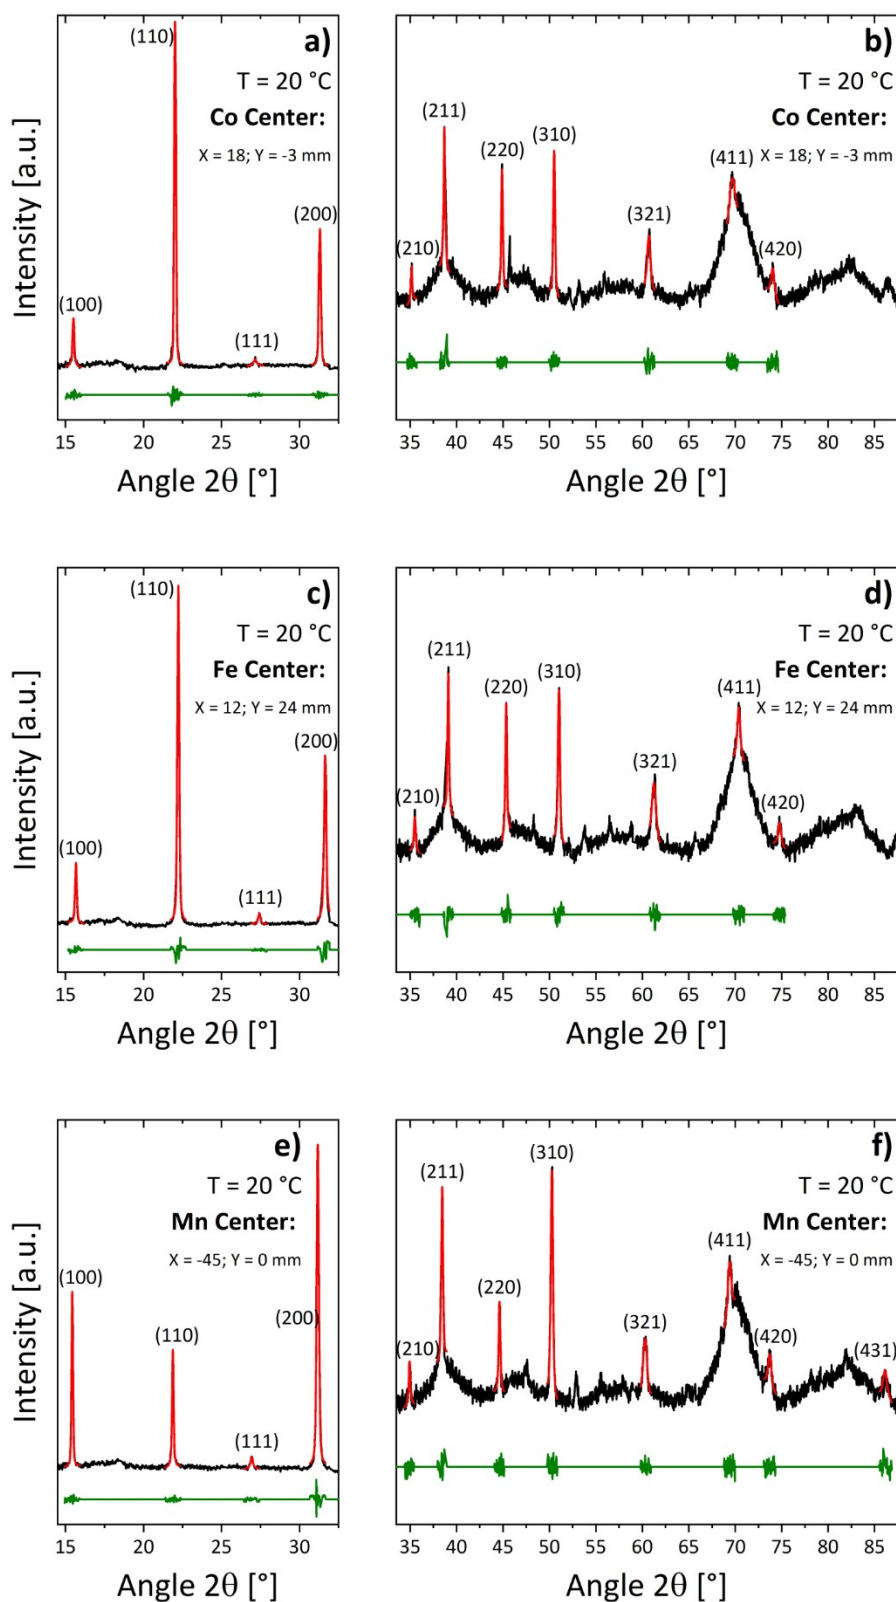 a)
T = 20 °C
Co Center:
X = 18; Y = -3 mm
(100)
(110)
(111)
(200)
Intensity [a.u.]
15 20 25 30
Angle 2θ [°]
b)
T = 20 °C
Co Center:
X = 18; Y = -3 mm
(210)
(211)
(220)
(310)
(321)
(411)
(420)
35 40 45 50 55 60 65 70 75 80 85
Angle 2θ [°]
c)
T = 20 °C
Fe Center:
X = 12; Y = 24 mm
(100)
(110)
(111)
(200)
Intensity [a.u.]
15 20 25 30
Angle 2θ [°]
d)
T = 20 °C
Fe Center:
X = 12; Y = 24 mm
(210)
(211)
(220)
(310)
(321)
(411)
(420)
35 40 45 50 55 60 65 70 75 80 85
Angle 2θ [°]
e)
T = 20 °C
Mn Center:
X = -45; Y = 0 mm
(100)
(110)
(111)
(200)
Intensity [a.u.]
15 20 25 30
Angle 2θ [°]
f)
T = 20 °C
Mn Center:
X = -45; Y = 0 mm
(210)
(211)
(220)
(310)
(321)
(411)
(420)
(431)
35 40 45 50 55 60 65 70 75 80 85
Angle 2θ [°]